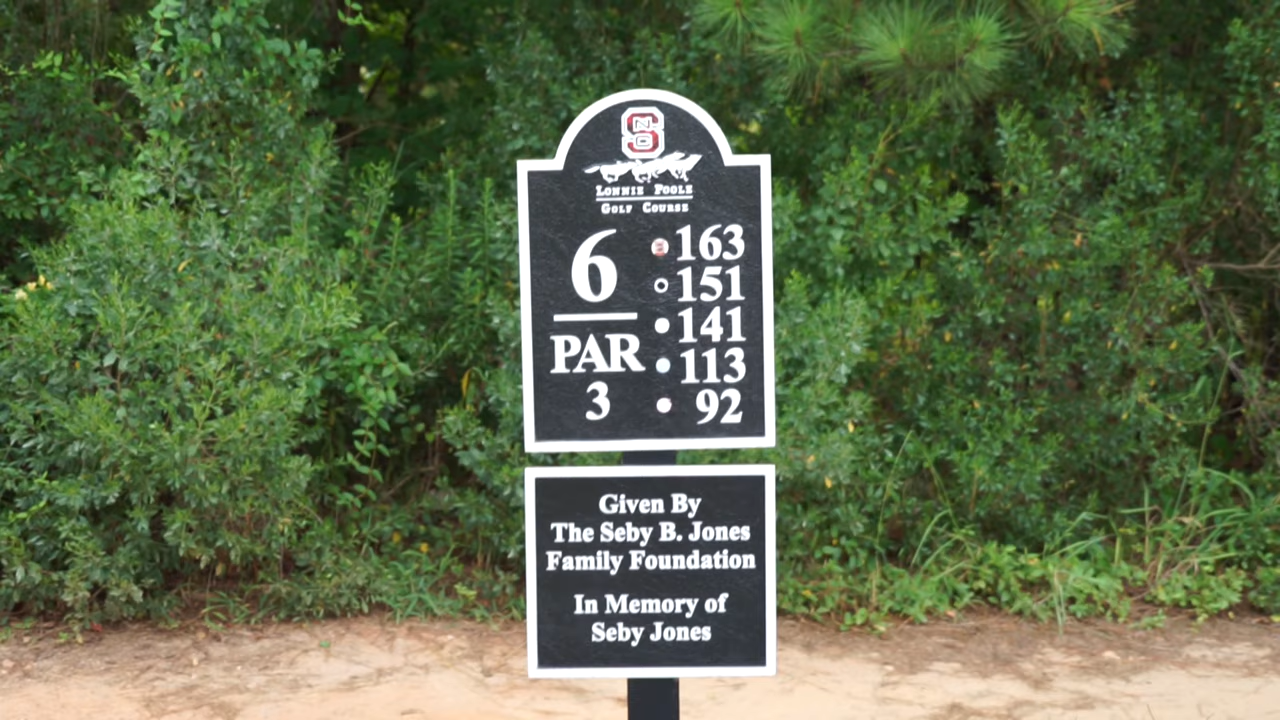 NSC
LONNIE POOLE
GOLF COURSE
6
PAR
3
163
151
141
113
92
Given By
The Seby B. Jones
Family Foundation
In Memory of
Seby Jones